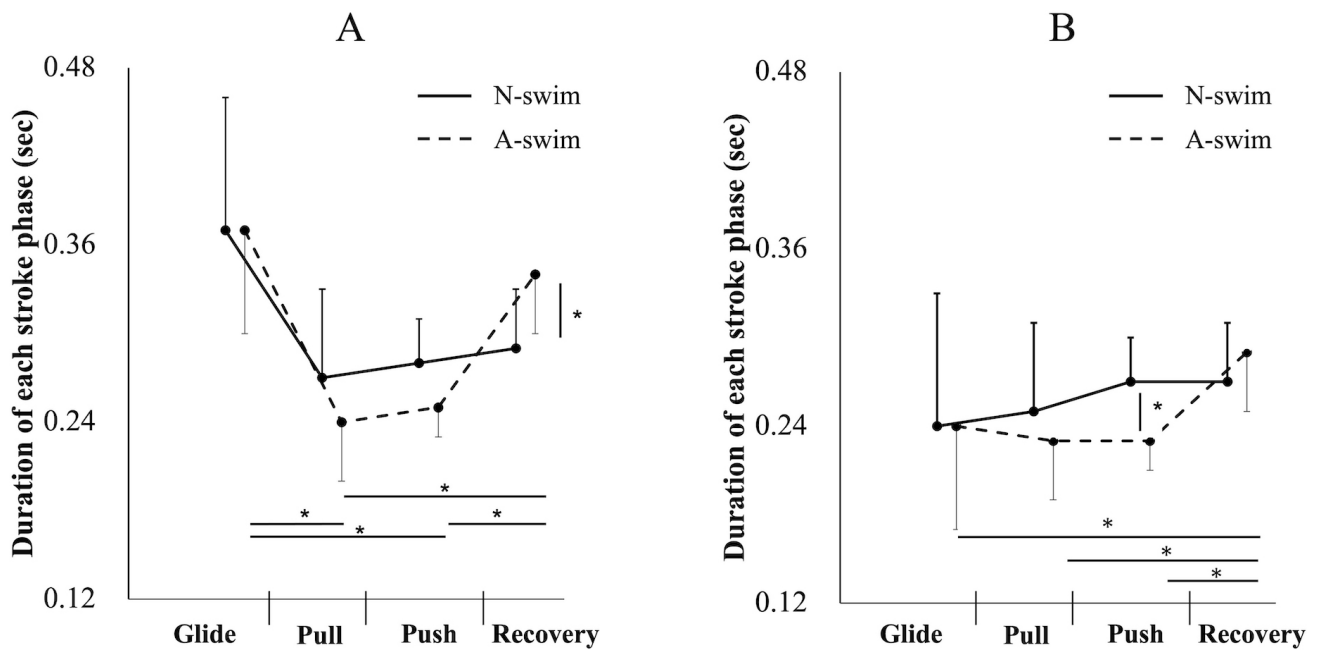 A
Duration of each stroke phase (sec)
0.48
0.36
0.24
0.12
N-swim
A-swim
*
*
*
*
*
Glide Pull Push Recovery
B
Duration of each stroke phase (sec)
0.48
0.36
0.24
0.12
N-swim
A-swim
*
*
*
*
Glide Pull Push Recovery